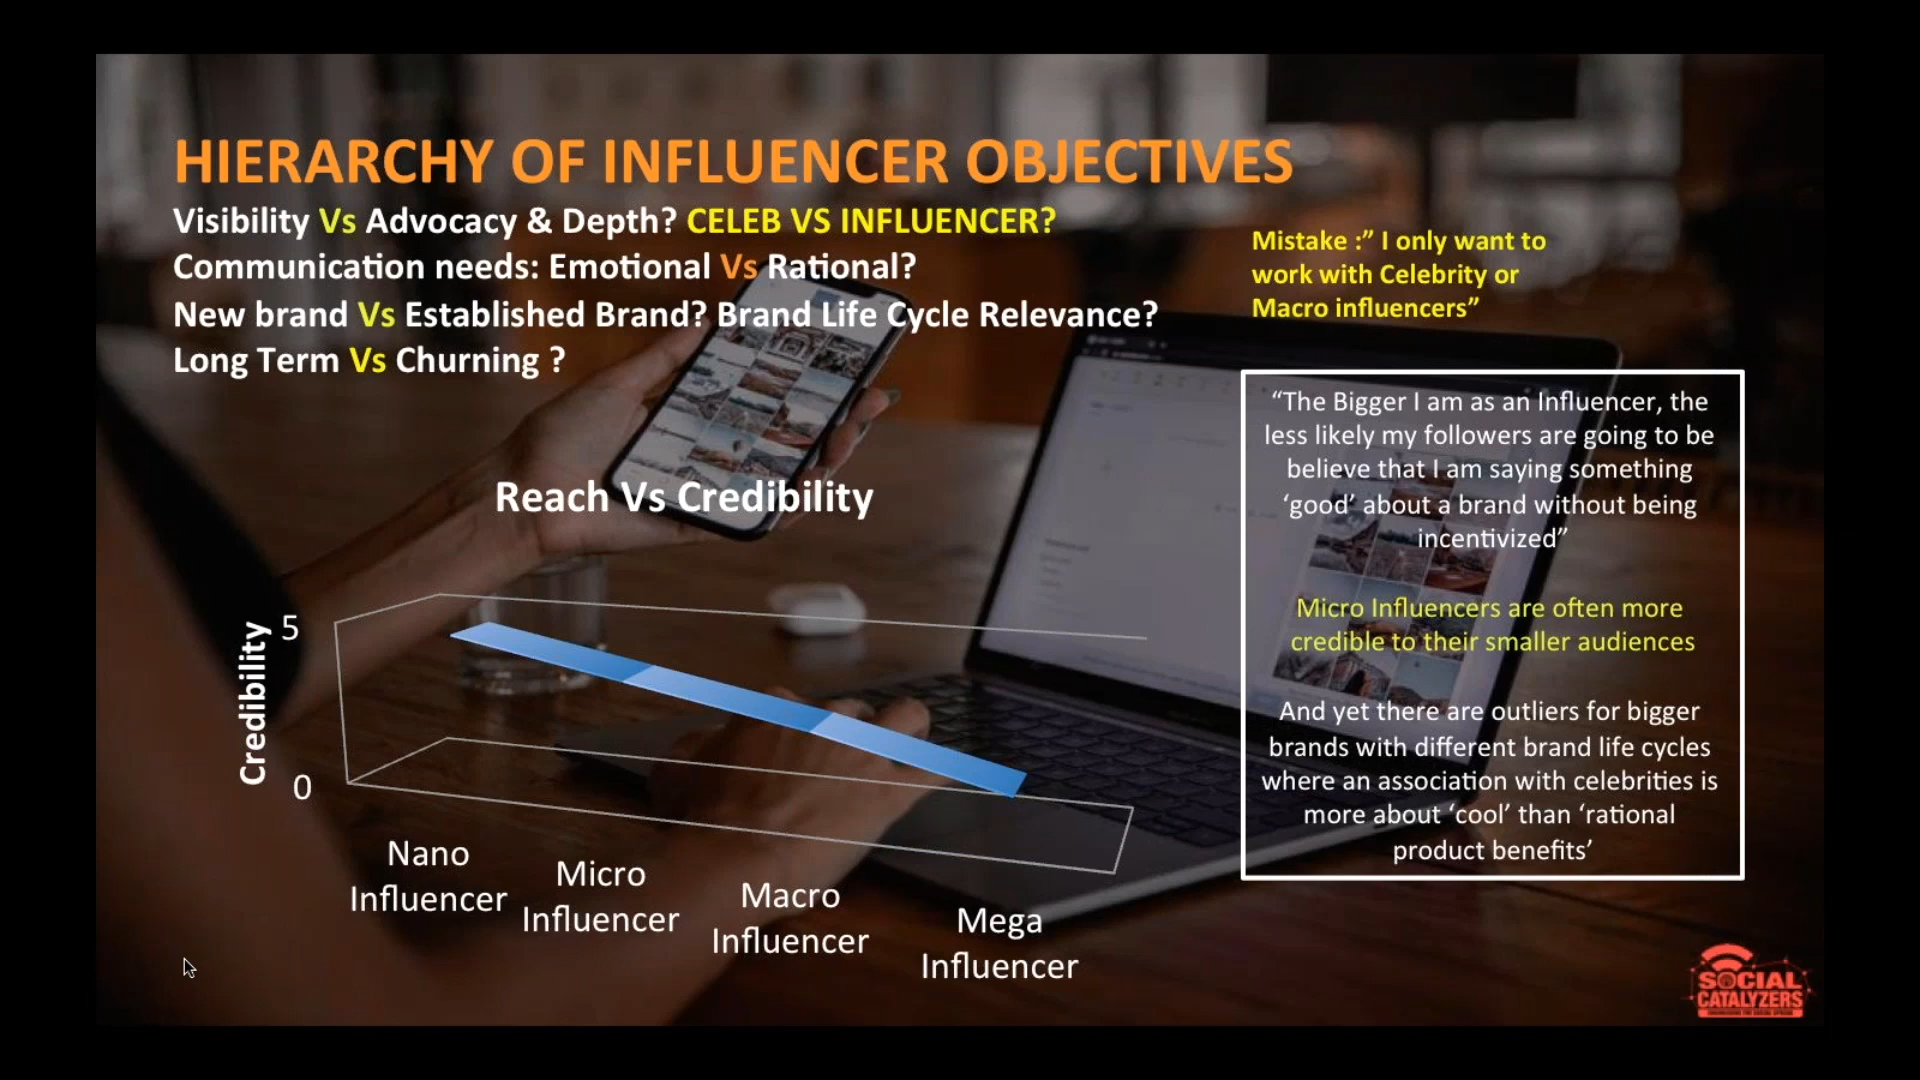 HIERARCHY OF INFLUENCER OBJECTIVES
Visibility Vs Advocacy & Depth? CELEB VS INFLUENCER?
Communication needs: Emotional Vs Rational?
New brand Vs Established Brand? Brand Life Cycle Relevance?
Long Term Vs Churning ?
Mistake :” I only want to
work with Celebrity or
Macro influencers”
“The Bigger I am as an Influencer, the
less likely my followers are going to be
believe that I am saying something
‘good’ about a brand without being
incentivized”
Micro Influencers are often more
credible to their smaller audiences
And yet there are outliers for bigger
brands with different brand life cycles
where an association with celebrities is
more about ‘cool’ than ‘rational
product benefits’
Reach Vs Credibility
Credibility
5
0
Nano
Influencer
Micro
Influencer
Macro
Influencer
Mega
Influencer
SOCIAL
CATALYZERS